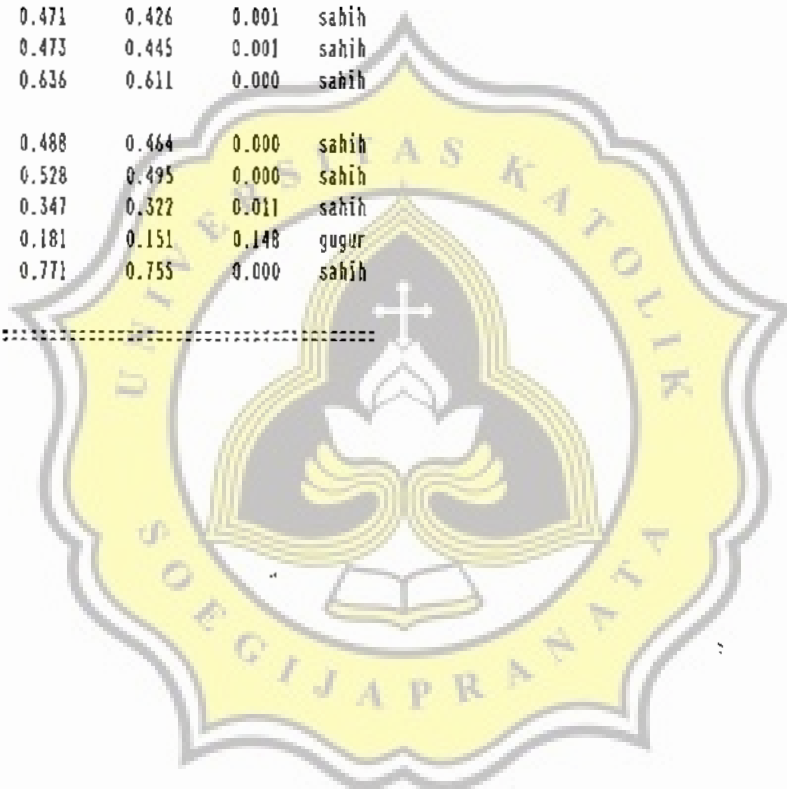 0.471 0.426 0.001 sahih
0.473 0.445 0.001 sahih
0.636 0.611 0.000 sahih
0.488 0.464 0.000 sahih
0.528 0.495 0.000 sahih
0.347 0.322 0.011 sahih
0.181 0.151 0.148 gugur
0.771 0.755 0.000 sahih
UNIVERSITAS KATOLIK
SOEGIJAPRANATA